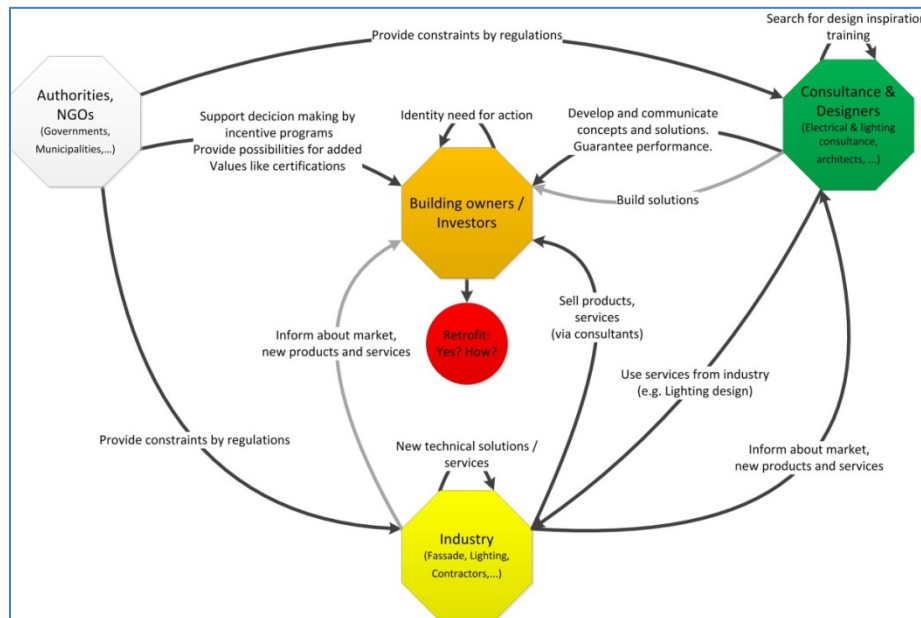 Search for design inspiration
training
Provide constraints by regulations
Authorities,
NGOs
(Governments,
Municipalities,...)
Consultance &
Designers
(Electrical & lighting
consultance,
architects, ...)
Support decicion making by
incentive programs
Provide possibilities for added
Values like certifications
Identity need for action
Develop and communicate
concepts and solutions.
Guarantee performance.
Build solutions
Building owners /
Investors
Retrofit:
Yes? How?
Inform about market,
new products and services
Sell products,
services
(via consultants)
Use services from industry
(e.g. Lighting design)
Provide constraints by regulations
New technical solutions /
services
Inform about market,
new products and services
Industry
(Fassade, Lighting,
Contractors,...)